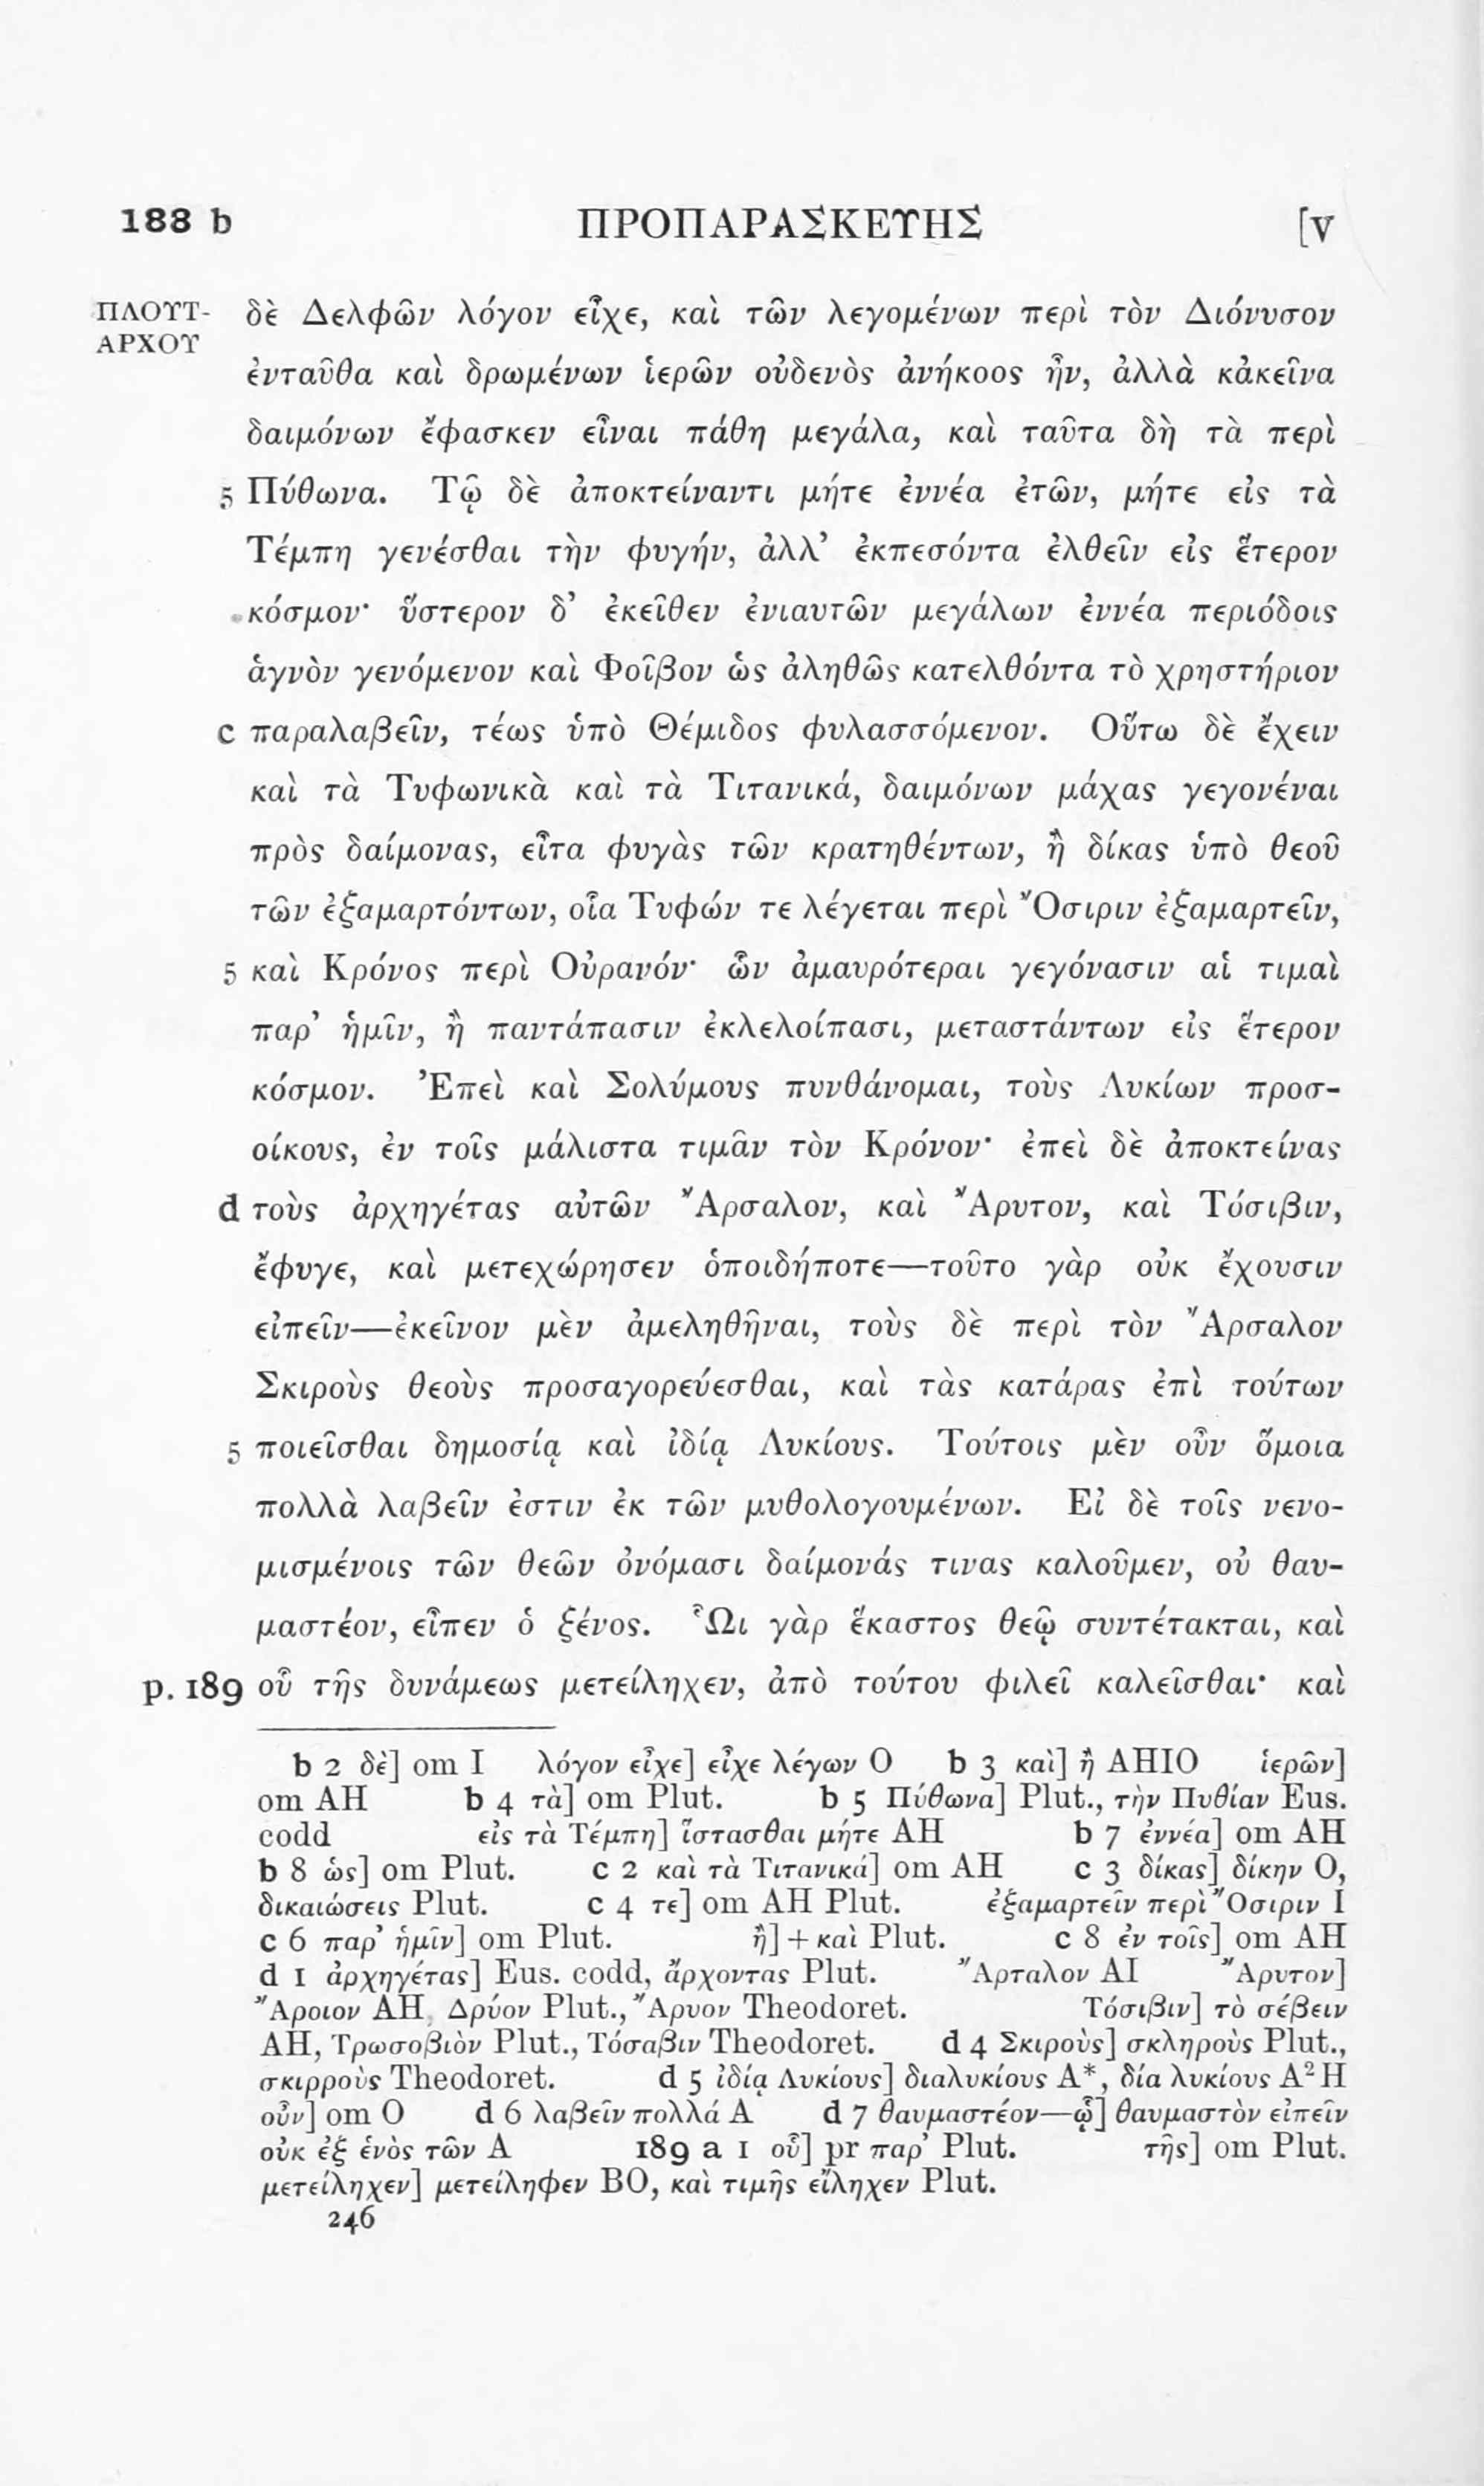 188 b ΠΡΟΠΑΡΑΣΚΕΥΗΣ [V
ΠΛΟΥΤ- δὲ Δελφῶν λόγον εἶχε, καὶ τῶν λεγομένων περὶ τὸν Διόνυσον
ΑΡΧΟΥ
ἐνταῦθα καὶ δρωμένων ἱερῶν οὐδενὸς ἀνήκοος ἦν, ἀλλὰ κἀκεῖνα
δαιμόνων ἔφασκεν εἶναι πάθη μεγάλα, καὶ ταῦτα δὴ τὰ περὶ
5 Πύθωνα. Τῷ δὲ ἀποκτείναντι μήτε ἐννέα ἐτῶν, μήτε εἰς τὰ
Τέμπη γενέσθαι τὴν φυγήν, ἀλλ’ ἐκπεσόντα ἐλθεῖν εἰς ἕτερον
κόσμον· ὕστερον δ’ ἐκεῖθεν ἐνιαυτῶν μεγάλων ἐννέα περιόδοις
ἁγνὸν γενόμενον καὶ Φοῖβον ὡς ἀληθῶς κατελθόντα τὸ χρηστήριον
c παραλαβεῖν, τέως ὑπὸ Θέμιδος φυλασσόμενον. Οὕτω δὲ ἔχειν
καὶ τὰ Τυφωνικὰ καὶ τὰ Τιτανικά, δαιμόνων μάχας γεγονέναι
πρὸς δαίμονας, εἶτα φυγὰς τῶν κρατηθέντων, ἢ δίκας ὑπὸ θεοῦ
τῶν ἐξαμαρτόντων, οἷα Τυφών τε λέγεται περὶ Ὄσιριν ἐξαμαρτεῖν,
5 καὶ Κρόνος περὶ Οὐρανόν· ὧν ἀμαυρότεραι γεγόνασιν αἱ τιμαὶ
παρ’ ἡμῖν, ἢ παντάπασιν ἐκλελοίπασι, μεταστάντων εἰς ἕτερον
κόσμον. Ἐπεὶ καὶ Σολύμους πυνθάνομαι, τοὺς Λυκίων προσ-
οίκους, ἐν τοῖς μάλιστα τιμᾶν τὸν Κρόνον· ἐπεὶ δὲ ἀποκτείνας
d τοὺς ἀρχηγέτας αὐτῶν Ἄρσαλον, καὶ Ἄρυτον, καὶ Τόσιβιν,
ἔφυγε, καὶ μετεχώρησεν ὁποιδήποτε—τοῦτο γὰρ οὐκ ἔχουσιν
εἰπεῖν—ἐκεῖνον μὲν ἀμεληθῆναι, τοὺς δὲ περὶ τὸν Ἄρσαλον
Σκιροὺς θεοὺς προσαγορεύεσθαι, καὶ τὰς κατάρας ἐπὶ τούτων
5 ποιεῖσθαι δημοσίᾳ καὶ ἰδίᾳ Λυκίους. Τούτοις μὲν οὖν ὅμοια
πολλὰ λαβεῖν ἐστιν ἐκ τῶν μυθολογουμένων. Εἰ δὲ τοῖς νενο-
μισμένοις τῶν θεῶν ὀνόμασι δαίμονάς τινας καλοῦμεν, οὐ θαυ-
μαστέον, εἶπεν ὁ ξένος. Ὧι γὰρ ἕκαστος θεῷ συντέτακται, καὶ
p. 189 οὗ τῆς δυνάμεως μετείληχεν, ἀπὸ τούτου φιλεῖ καλεῖσθαι· καὶ
b 2 δὲ] om I λόγον εἶχε] εἶχε λέγων O b 3 καὶ] ἢ AHIO ἱερῶν]
om AH b 4 τὰ] om Plut. b 5 Πύθωνα] Plut., τὴν Πυθίαν Eus.
codd εἰς τὰ Τέμπη] ἵστασθαι μήτε AH b 7 ἐννέα] om AH
b 8 ὡς] om Plut. c 2 καὶ τὰ Τιτανικά] om AH c 3 δίκας] δίκην O,
δικαιώσεις Plut. c 4 τε] om AH Plut. ἐξαμαρτεῖν περὶ Ὄσιριν I
c 6 παρ’ ἡμῖν] om Plut. ἢ] + καὶ Plut. c 8 ἐν τοῖς] om AH
d 1 ἀρχηγέτας] Eus. codd, ἄρχοντας Plut. Ἄρταλον AI Ἄρυτον]
Ἄροιον AH, Δρύον Plut., Ἄρυον Theodoret. Τόσιβιν] τὸ σέβειν
AH, Τρωσοβιὸν Plut., Τόσαβιν Theodoret. d 4 Σκιροὺς] σκληροὺς Plut.,
σκιρροὺς Theodoret. d 5 ἰδίᾳ Λυκίους] διαλυκίους A*, δία λυκίους A² H
οὖν] om O d 6 λαβεῖν πολλά A d 7 θαυμαστέον—ᾧ] θαυμαστὸν εἰπεῖν
οὐκ ἐξ ἑνὸς τῶν A 189 a 1 οὗ] pr παρ’ Plut. τῆς] om Plut.
μετείληχεν] μετείληφεν BO, καὶ τιμῆς εἴληχεν Plut.
246